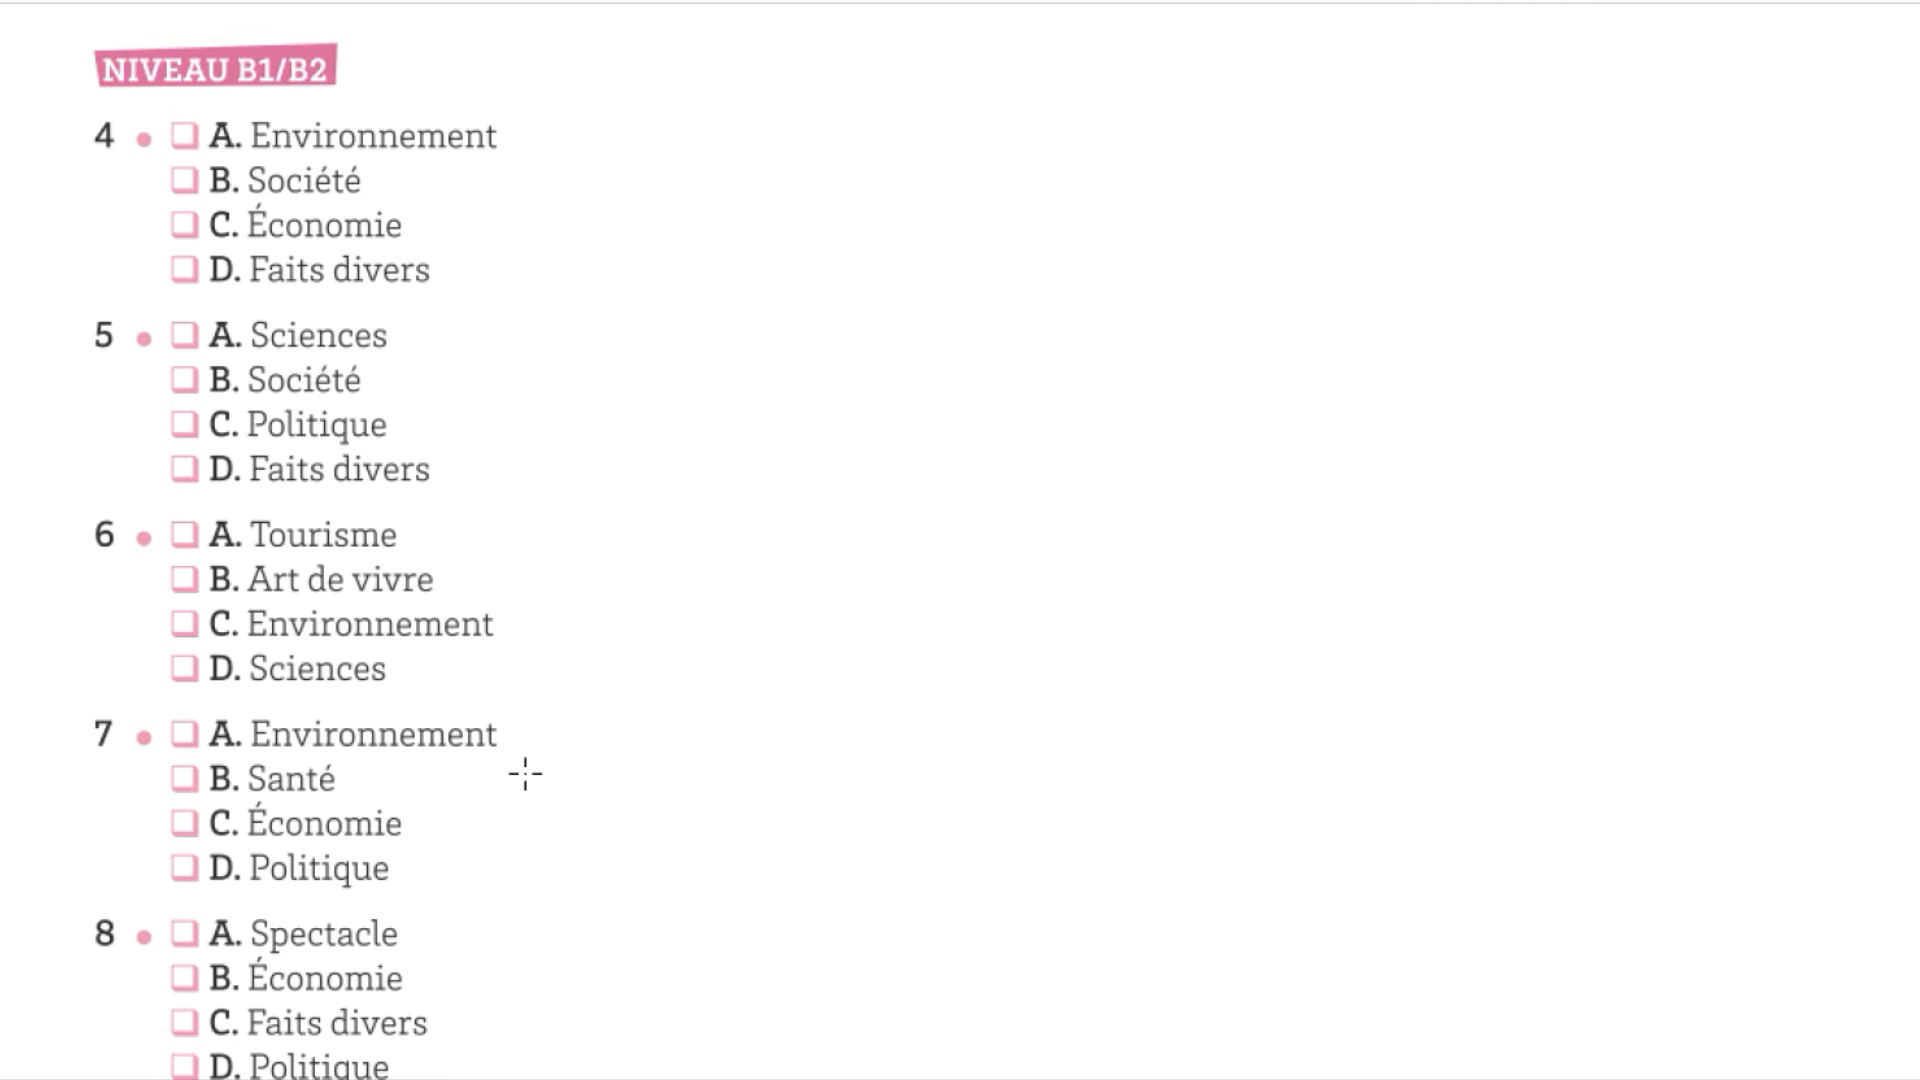 NIVEAU B1/B2
4 • ❑ A. Environnement
❑ B. Société
❑ C. Économie
❑ D. Faits divers
5 • ❑ A. Sciences
❑ B. Société
❑ C. Politique
❑ D. Faits divers
6 • ❑ A. Tourisme
❑ B. Art de vivre
❑ C. Environnement
❑ D. Sciences
7 • ❑ A. Environnement
❑ B. Santé
❑ C. Économie
❑ D. Politique
8 • ❑ A. Spectacle
❑ B. Économie
❑ C. Faits divers
❑ D. Politique